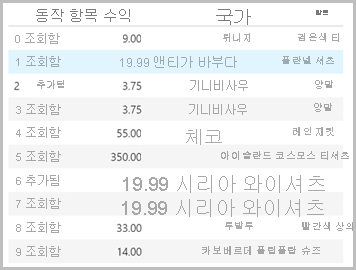 동작 항목 수익 국가 팔트
0 조회함 9.00 튀니지 검은색 티
1 조회함 19.99 앤티가 바부다 플란넬 셔츠
2 추가됨 3.75 기니비사우 양말
3 조회함 3.75 기니비사우 양말
4 조회함 55.00 체코 레인 재킷
5 조회함 350.00 아이슬란드 코스모스 티셔츠
6 추가됨 19.99 시리아 와이셔츠
7 조회함 19.99 시리아 와이셔츠
8 조회함 33.00 투발루 빨간색 상의
9 조회함 14.00 카보베르데 플립플랍 슈즈